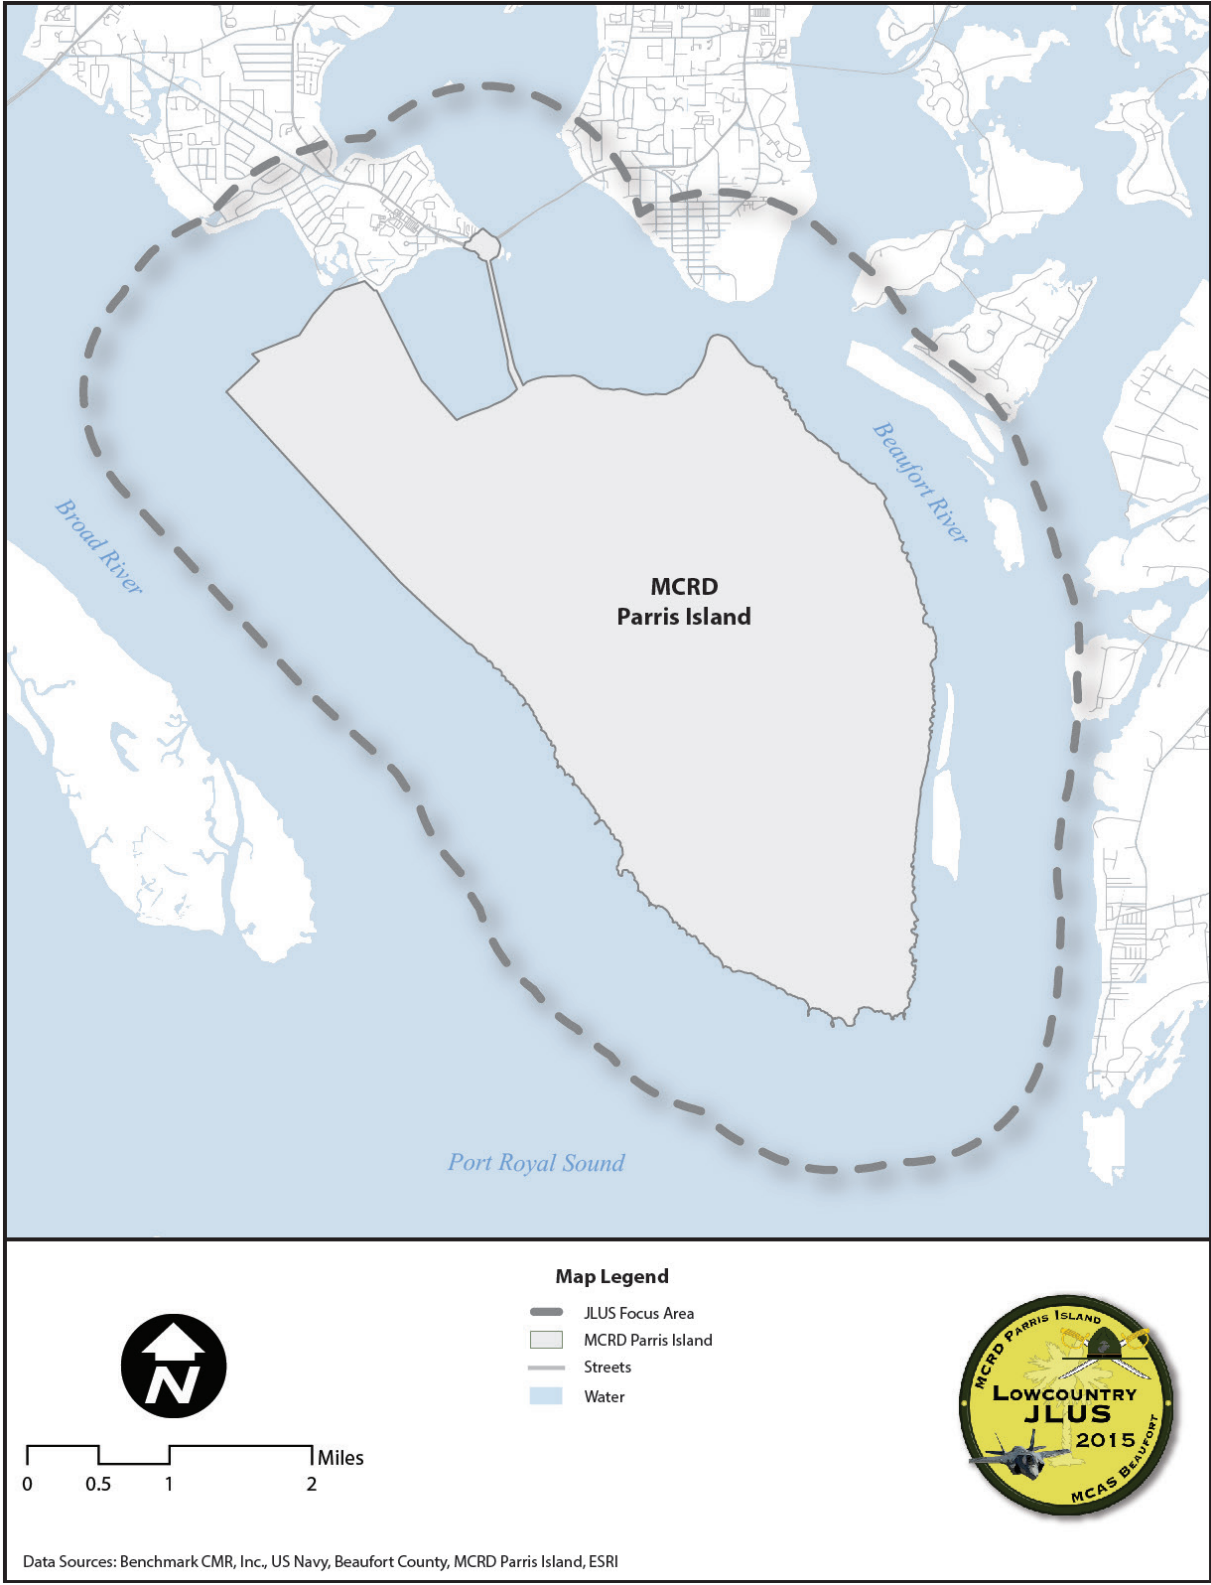 Beaufort River
Broad River
MCRD
Parris Island
Port Royal Sound
Map Legend
JLUS Focus Area
MCRD Parris Island
Streets
Water
N
Miles
0 0.5 1 2
MCRD PARRIS ISLAND
LOWCOUNTRY
JLUS
2015
MCAS BEAUFORT
Data Sources: Benchmark CMR, Inc., US Navy, Beaufort County, MCRD Parris Island, ESRI